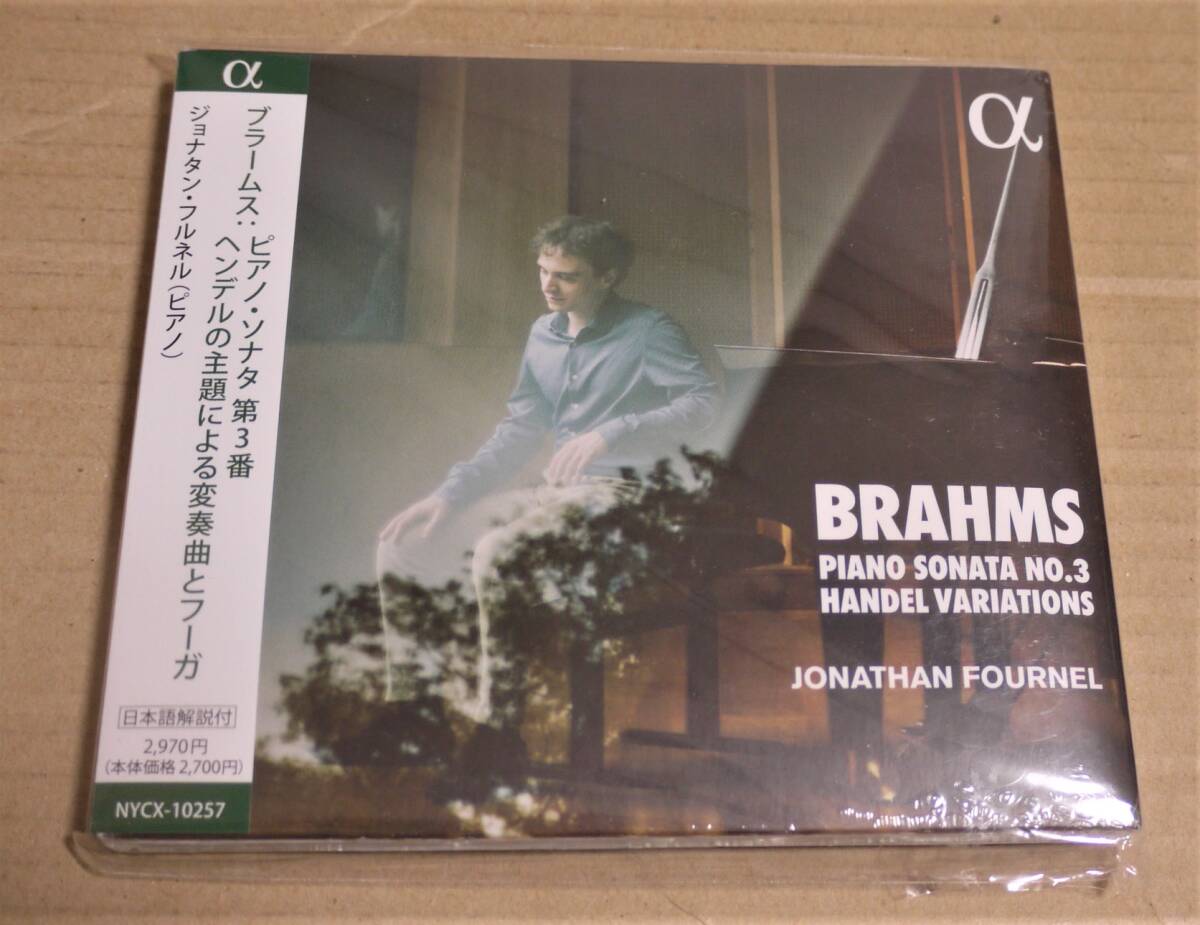 α
ブラームス：ピアノ・ソナタ 第3番
ヘンデルの主題による変奏曲とフーガ
ジョナタン・フルネル（ピアノ）
日本語解説付
2,970円
（本体価格 2,700円）
NYCX-10257
α
BRAHMS
PIANO SONATA NO.3
HANDEL VARIATIONS
JONATHAN FOURNEL